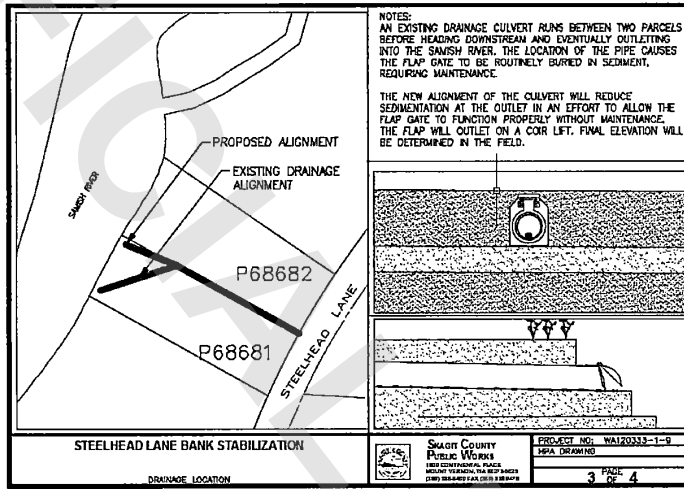 NOTES:
AN EXISTING DRAINAGE CULVERT RUNS BETWEEN TWO PARCELS
BEFORE HEADING DOWNSTREAM AND EVENTUALLY OUTLETTING
INTO THE SAMISH RIVER. THE LOCATION OF THE PIPE CAUSES
THE FLAP GATE TO BE ROUTINELY BURIED IN SEDIMENT,
REQUIRING MAINTENANCE.
THE NEW ALIGNMENT OF THE CULVERT WILL REDUCE
SEDIMENTATION AT THE OUTLET IN AN EFFORT TO ALLOW THE
FLAP GATE TO FUNCTION PROPERLY WITHOUT MAINTENANCE.
THE FLAP WILL OUTLET ON A COIR LIFT. FINAL ELEVATION WILL
BE DETERMINED IN THE FIELD.
PROPOSED ALIGNMENT
EXISTING DRAINAGE
ALIGNMENT
SAMISH RIVER
P68682
P68681
STEELHEAD LANE
STEELHEAD LANE BANK STABILIZATION
DRAINAGE LOCATION
SKAGIT COUNTY
PUBLIC WORKS
1800 CONTINENTAL PLACE
MOUNT VERNON, WA
PROJECT NO: WA120333-1-9
HPA DRAWING
PAGE
3 OF 4